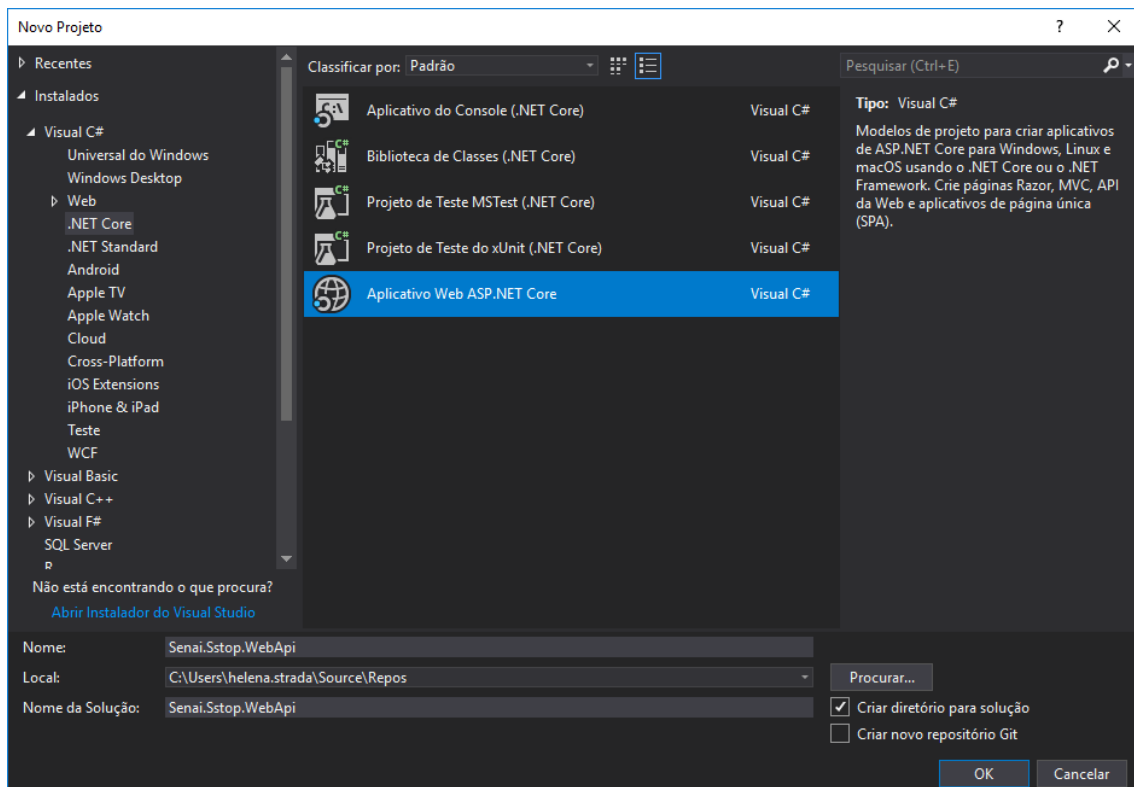 Novo Projeto
?
Recentes
Instalados
Visual C#
Universal do Windows
Windows Desktop
Web
.NET Core
.NET Standard
Android
Apple TV
Apple Watch
Cloud
Cross-Platform
iOS Extensions
iPhone & iPad
Teste
WCF
Visual Basic
Visual C++
Visual F#
SQL Server
R
Não está encontrando o que procura?
Abrir Instalador do Visual Studio
Classificar por: Padrão
Aplicativo do Console (.NET Core) Visual C#
Biblioteca de Classes (.NET Core) Visual C#
Projeto de Teste MSTest (.NET Core) Visual C#
Projeto de Teste do xUnit (.NET Core) Visual C#
Aplicativo Web ASP.NET Core Visual C#
Pesquisar (Ctrl+E)
Tipo: Visual C#
Modelos de projeto para criar aplicativos
de ASP.NET Core para Windows, Linux e
macOS usando o .NET Core ou o .NET
Framework. Crie páginas Razor, MVC, API
da Web e aplicativos de página única
(SPA).
Nome: Senai.Sstop.WebApi
Local: C:\Users\helena.strada\Source\Repos
Procurar...
Nome da Solução: Senai.Sstop.WebApi
Criar diretório para solução
Criar novo repositório Git
OK
Cancelar